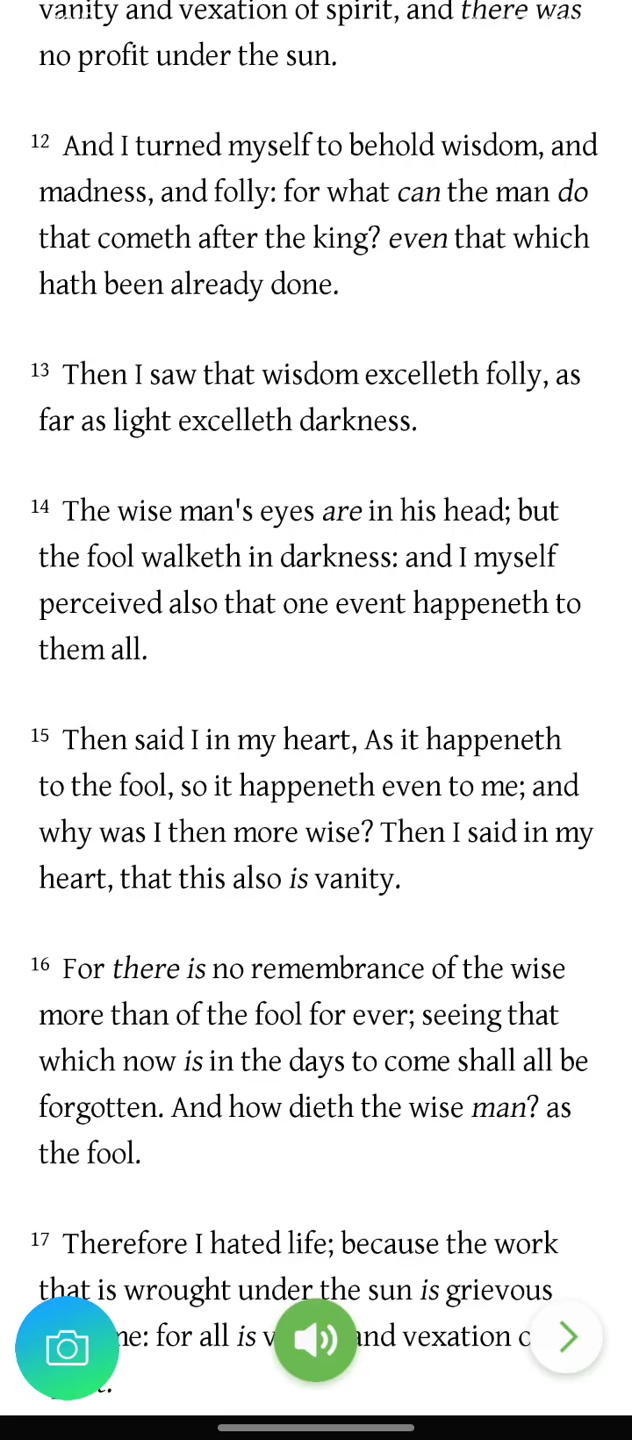 vanity and vexation of spirit, and there was
no profit under the sun.
12 And I turned myself to behold wisdom, and
madness, and folly: for what can the man do
that cometh after the king? even that which
hath been already done.
13 Then I saw that wisdom excelleth folly, as
far as light excelleth darkness.
14 The wise man's eyes are in his head; but
the fool walketh in darkness: and I myself
perceived also that one event happeneth to
them all.
15 Then said I in my heart, As it happeneth
to the fool, so it happeneth even to me; and
why was I then more wise? Then I said in my
heart, that this also is vanity.
16 For there is no remembrance of the wise
more than of the fool for ever; seeing that
which now is in the days to come shall all be
forgotten. And how dieth the wise man? as
the fool.
17 Therefore I hated life; because the work
that is wrought under the sun is grievous
for all is and vexation